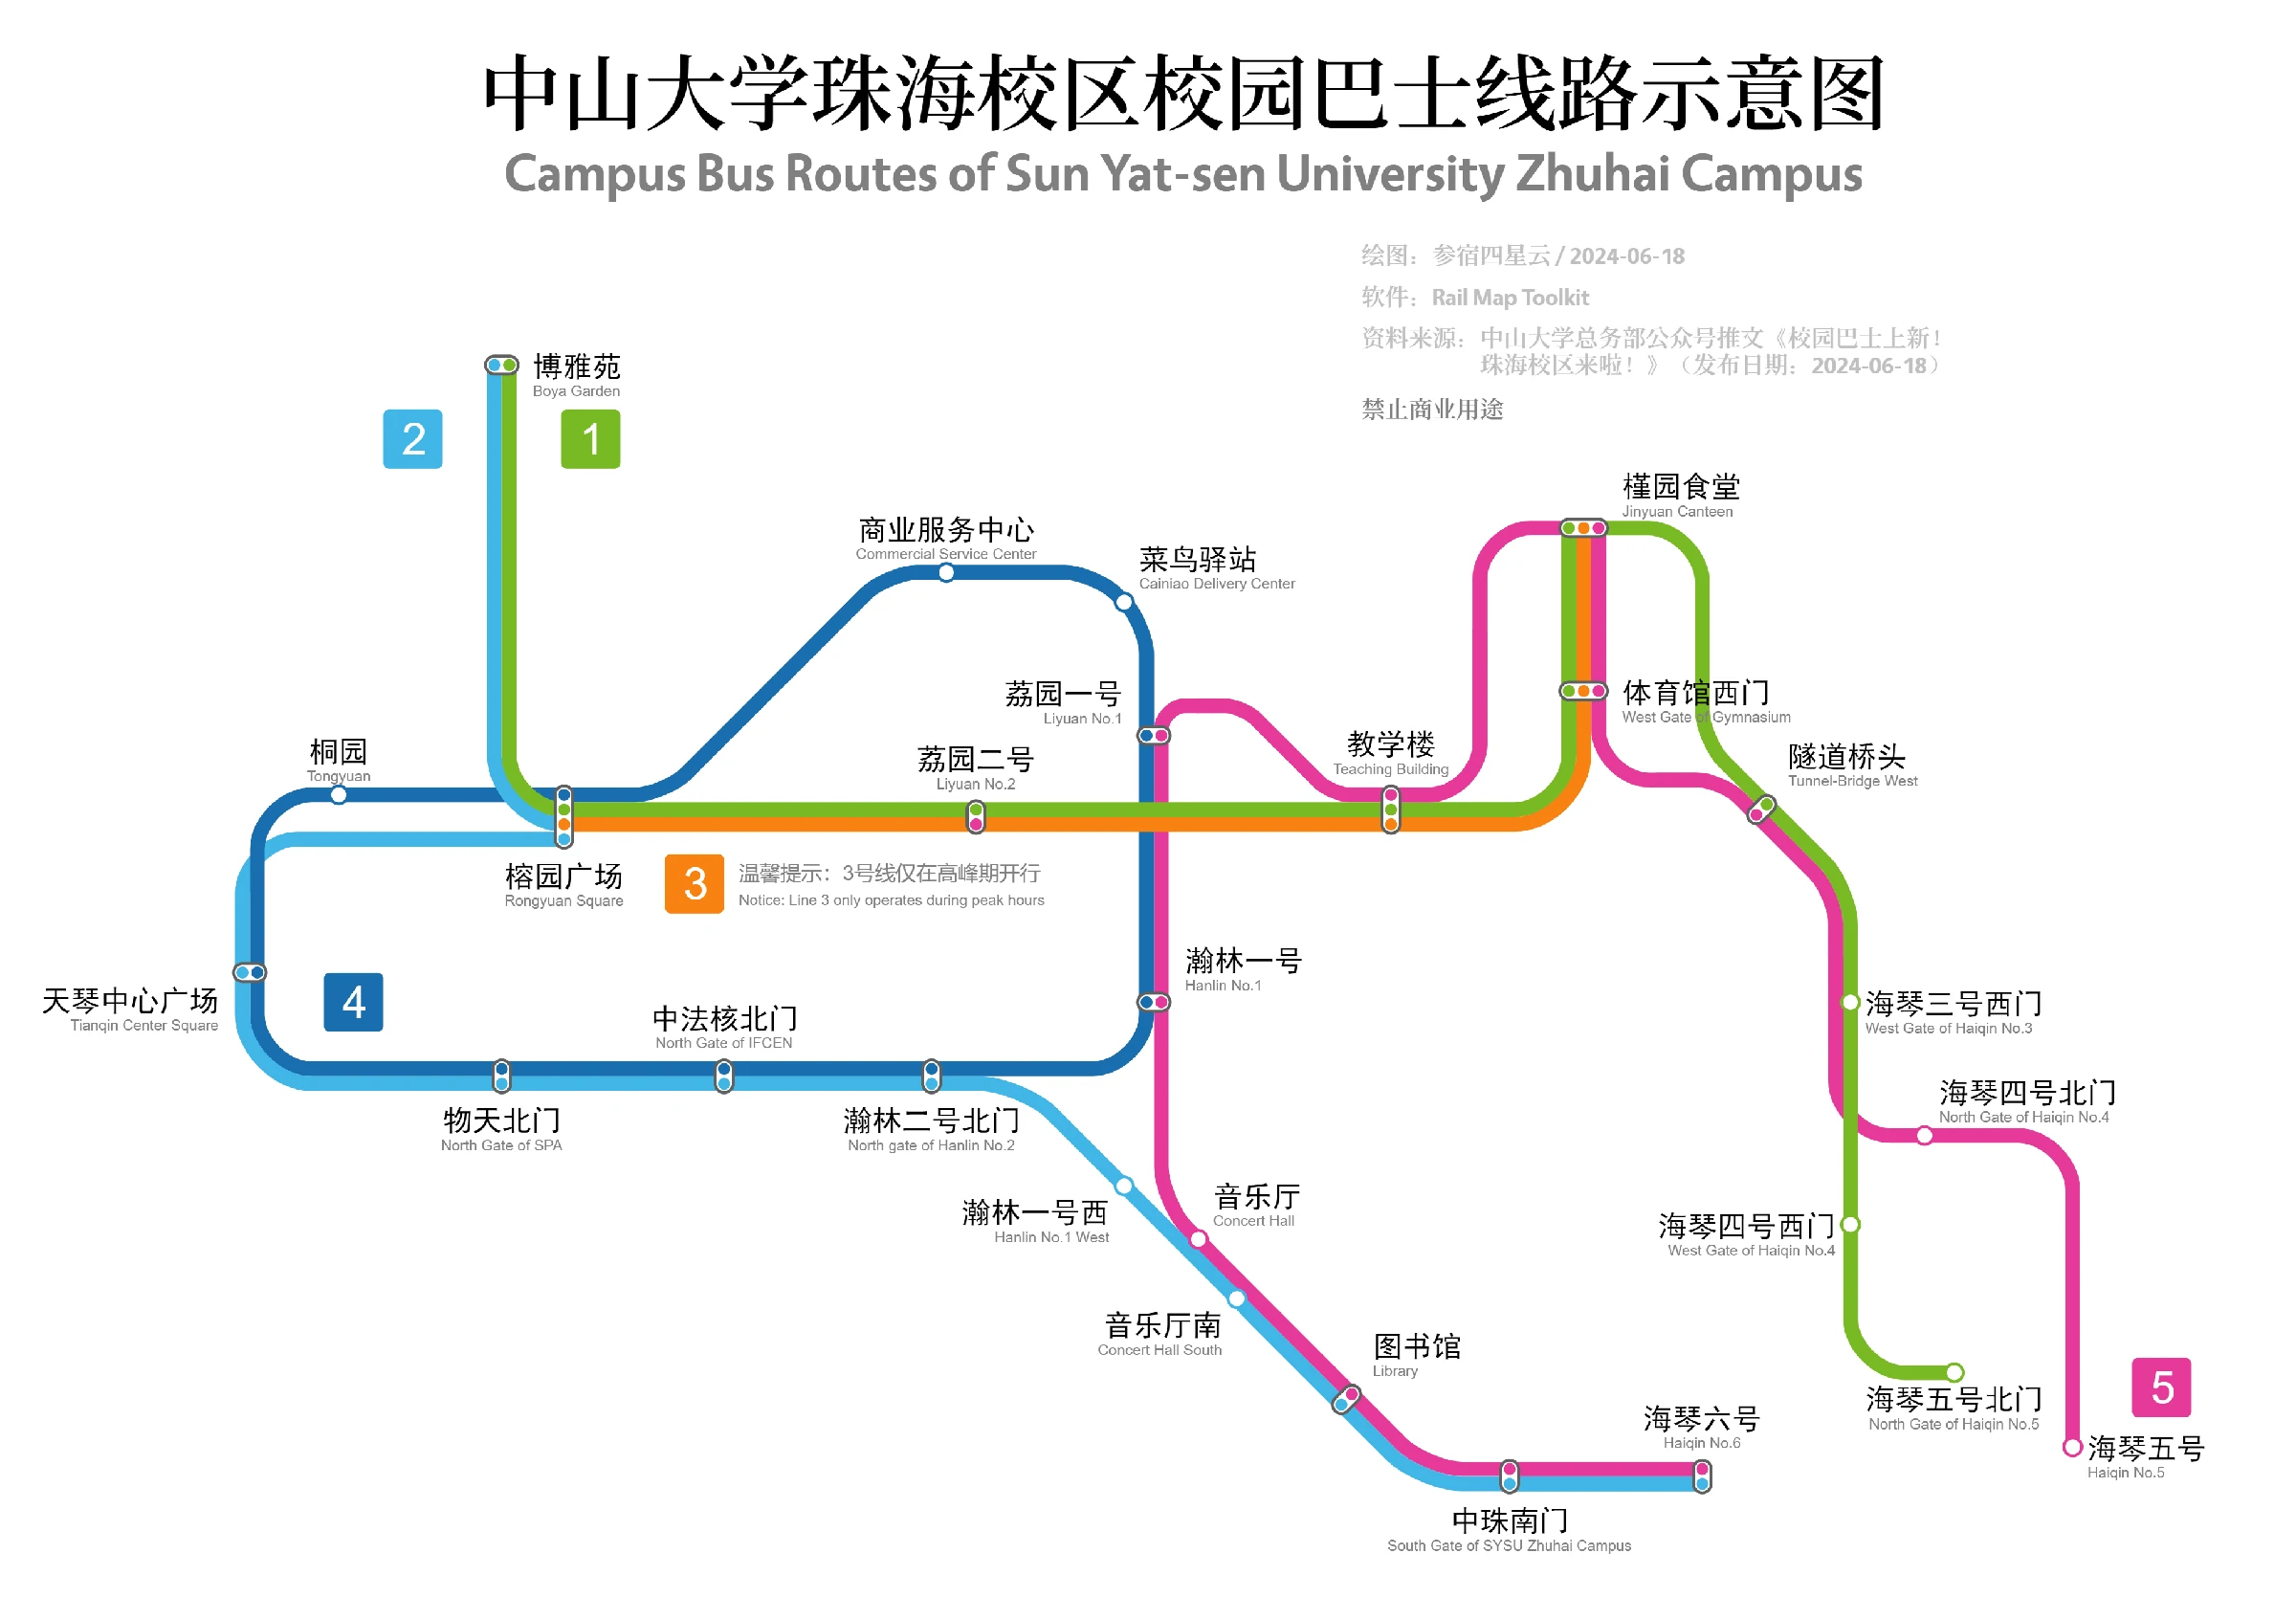 中山大学珠海校区校园巴士线路示意图
Campus Bus Routes of Sun Yat-sen University Zhuhai Campus
绘图：参宿四星云 / 2024-06-18
软件：Rail Map Toolkit
资料来源：中山大学总务部公众号推文《校园巴士上新！
珠海校区来啦！》（发布日期：2024-06-18）
禁止商业用途
博雅苑
Boya Garden
2
1
槿园食堂
Jinyuan Canteen
商业服务中心
Commercial Service Center
菜鸟驿站
Cainiao Delivery Center
荔园一号
Liyuan No.1
体育馆西门
West Gate of Gymnasium
桐园
Tongyuan
荔园二号
Liyuan No.2
教学楼
Teaching Building
隧道桥头
Tunnel-Bridge West
榕园广场
Rongyuan Square
3
温馨提示：3号线仅在高峰期开行
Notice: Line 3 only operates during peak hours
瀚林一号
Hanlin No.1
天琴中心广场
Tianqin Center Square
4
中法核北门
North Gate of IFCEN
海琴三号西门
West Gate of Haiqin No.3
物天北门
North Gate of SPA
瀚林二号北门
North gate of Hanlin No.2
海琴四号北门
North Gate of Haiqin No.4
瀚林一号西
Hanlin No.1 West
音乐厅
Concert Hall
海琴四号西门
West Gate of Haiqin No.4
音乐厅南
Concert Hall South
图书馆
Library
海琴六号
Haiqin No.6
海琴五号北门
North Gate of Haiqin No.5
5
海琴五号
Haiqin No.5
中珠南门
South Gate of SYSU Zhuhai Campus